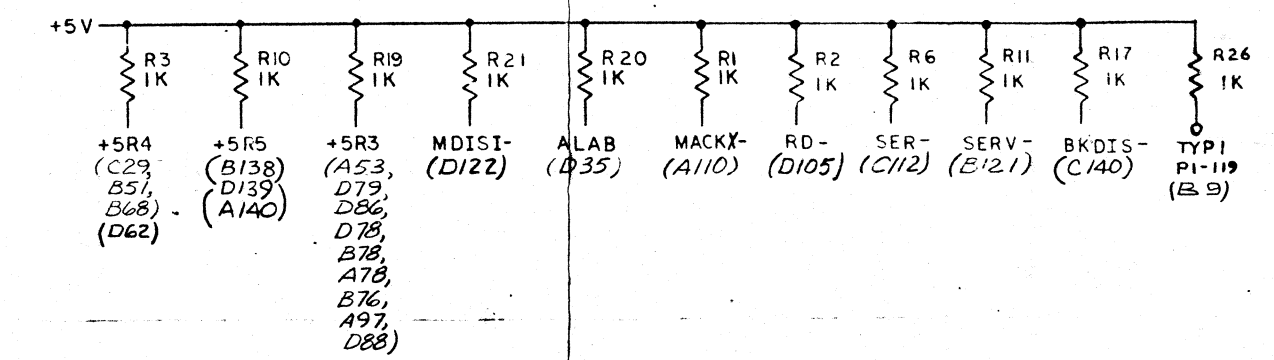 +5V
R3
1K
R10
1K
R19
1K
R21
1K
R20
1K
R1
1K
R2
1K
R6
1K
R11
1K
R17
1K
R26
1K
+5R4
(C29,
B51,
B68)
(D62)
+5R5
(B138)
D139
(A140)
+5R3
(A53,
D79,
D86,
D78,
B78,
A78,
B76,
A97,
D88)
MDISI-
(D122)
ALAB
(D35)
MACKX-
(A110)
RD-
(D105)
SER-
(C112)
SERV-
(B121)
BKDIS-
(C140)
TYP1
P1-119
(B9)